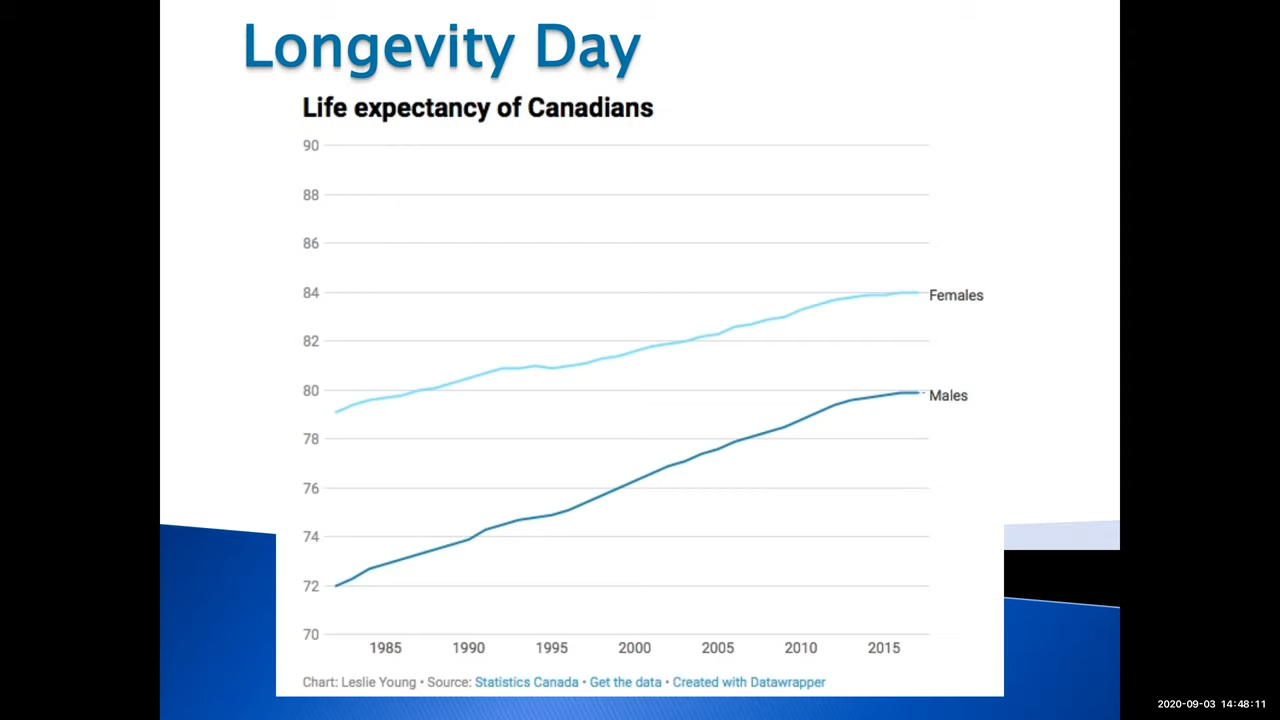 Longevity Day
Life expectancy of Canadians
90
88
86
84
Females
82
80
Males
78
76
74
72
70
1985 1990 1995 2000 2005 2010 2015
Chart: Leslie Young • Source: Statistics Canada • Get the data • Created with Datawrapper
2020-09-03 14:48:11